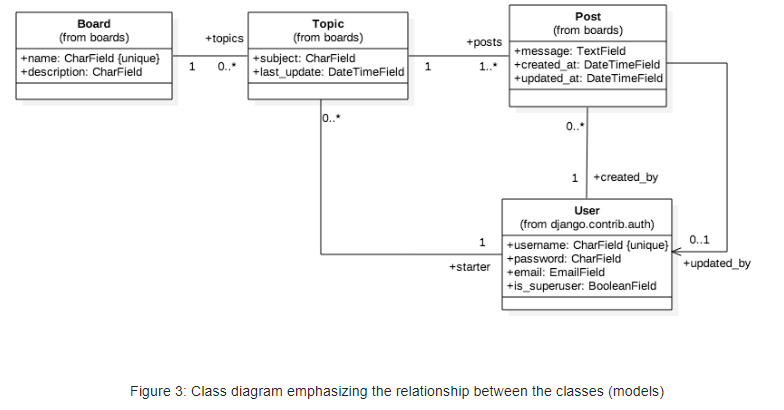 Board
(from boards)
+name: CharField {unique}
+description: CharField
+topics
1
0..*
Topic
(from boards)
+subject: CharField
+last_update: DateTimeField
+posts
1
1..*
Post
(from boards)
+message: TextField
+created_at: DateTimeField
+updated_at: DateTimeField
0..*
0..*
1
+created_by
User
(from django.contrib.auth)
+username: CharField {unique}
+password: CharField
+email: EmailField
+is_superuser: BooleanField
1
+starter
0..1
+updated_by
Figure 3: Class diagram emphasizing the relationship between the classes (models)